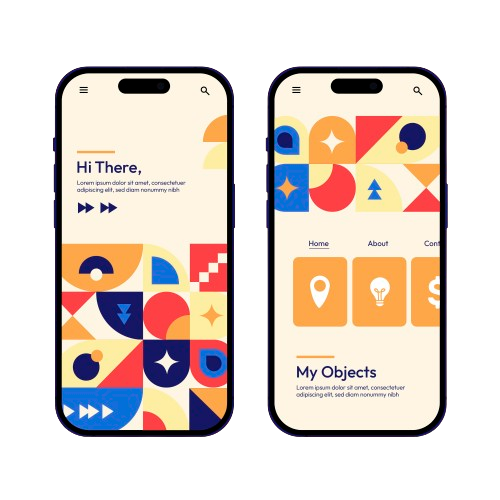 Hi There,
Lorem ipsum dolor sit amet, consectetuer
adipiscing elit, sed diam nonummy nibh
Home About Cont
$
My Objects
Lorem ipsum dolor sit amet, consectetuer
adipiscing elit, sed diam nonummy nibh